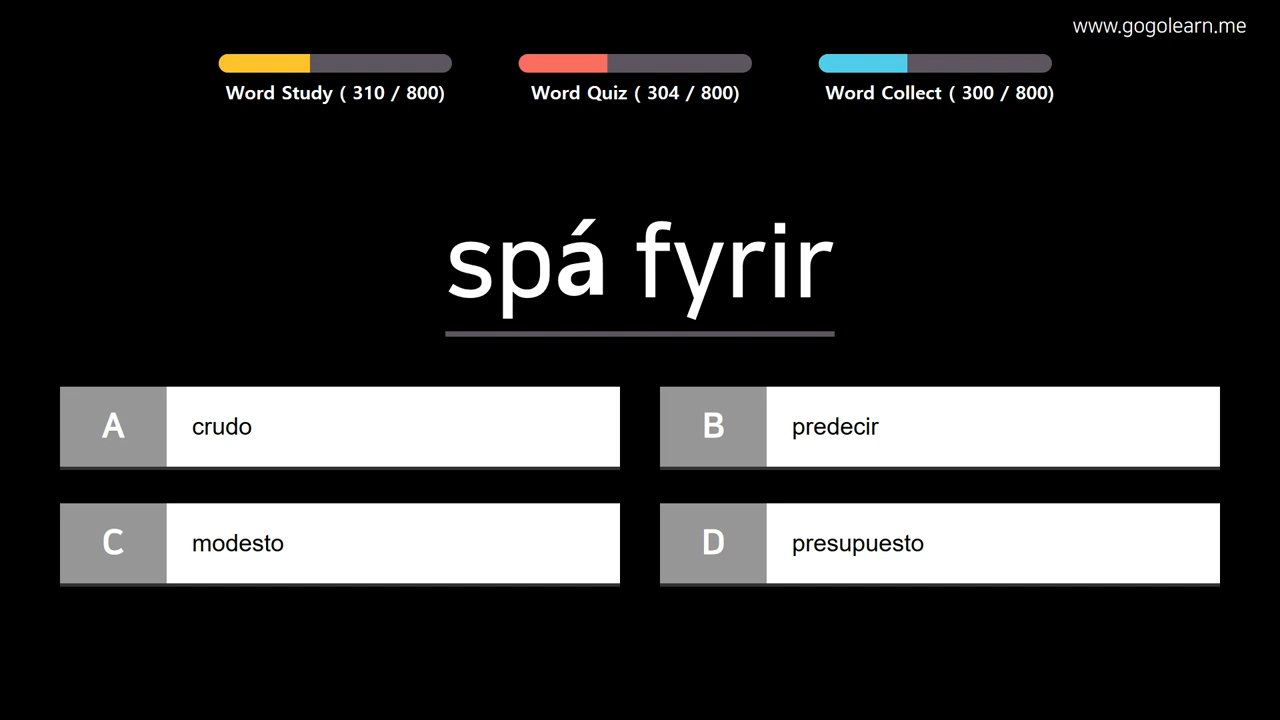 www.gogolearn.me
Word Study ( 310 / 800)
Word Quiz ( 304 / 800)
Word Collect ( 300 / 800)
spá fyrir
A crudo
B predecir
C modesto
D presupuesto